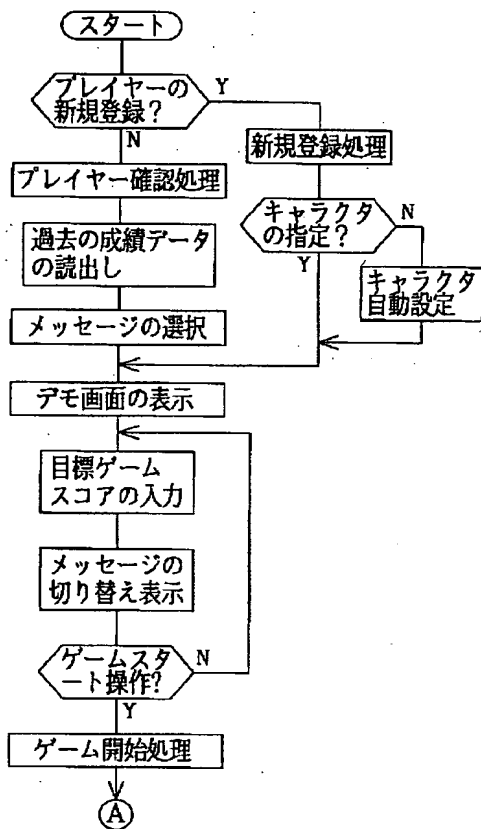 スタート
プレイヤーの
新規登録?
Y
N
新規登録処理
プレイヤー確認処理
キャラクタ
の指定?
N
Y
過去の成績データ
の読出し
キャラクタ
自動設定
メッセージの選択
デモ画面の表示
目標ゲーム
スコアの入力
メッセージの
切り替え表示
ゲームスタ
ート操作?
N
Y
ゲーム開始処理
A